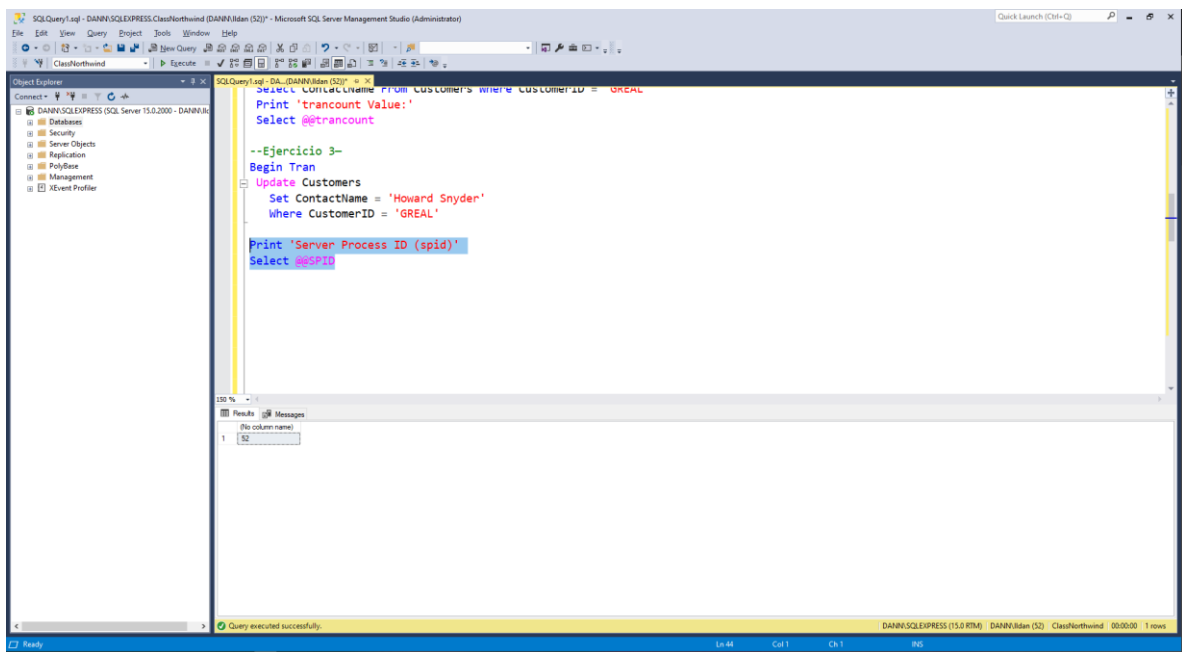 SQLQuery1.sql - DANN\SQLEXPRESS.ClassNorthwind (DANN\lldan (52))* - Microsoft SQL Server Management Studio (Administrator)
Quick Launch (Ctrl+Q)
File Edit View Query Project Tools Window Help
New Query
ClassNorthwind Execute
Object Explorer
SQLQuery1.sql - DA...(DANN\lldan (52))*
Connect
DANN\SQLEXPRESS (SQL Server 15.0.2000 - DANN\lld
Databases
Security
Server Objects
Replication
PolyBase
Management
XEvent Profiler
Select ContactName From Customers Where CustomerID = 'GREAL'
Print 'trancount Value:'
Select @@trancount
--Ejercicio 3—
Begin Tran
Update Customers
Set ContactName = 'Howard Snyder'
Where CustomerID = 'GREAL'
Print 'Server Process ID (spid)'
Select @@SPID
150 %
Results Messages
(No column name)
1 52
Query executed successfully.
DANN\SQLEXPRESS (15.0 RTM) DANN\lldan (52) ClassNorthwind 00:00:00 1 rows
Ready
Ln 44 Col 1 Ch 1 INS